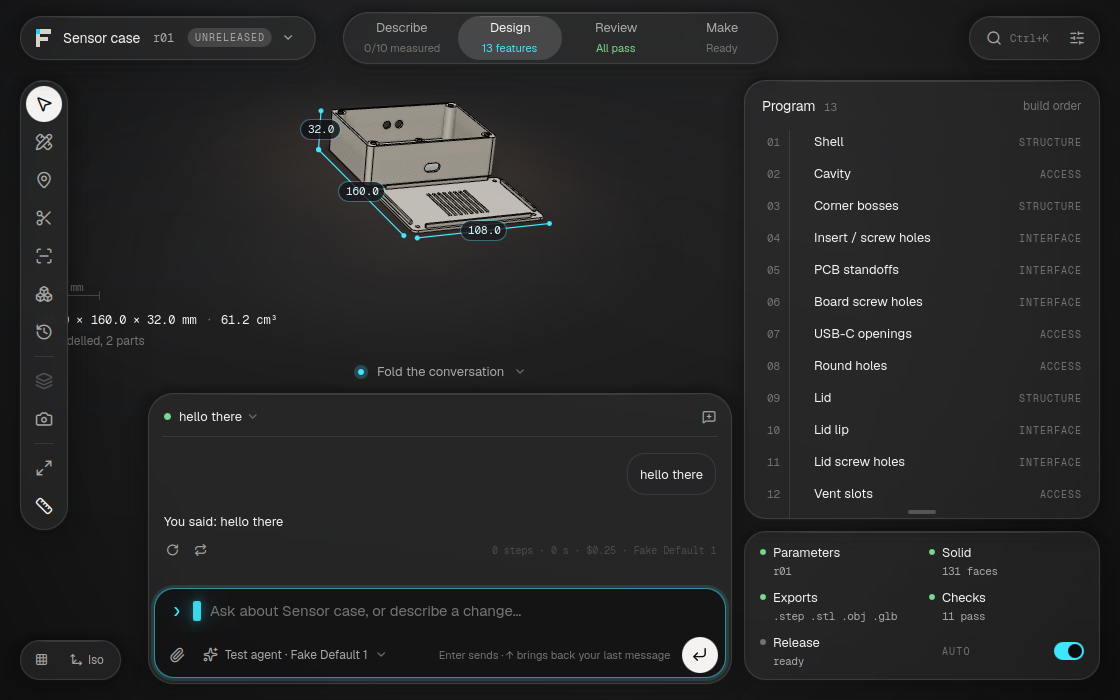 Sensor case r01 UNRELEASED
Describe
0/10 measured
Design
13 features
Review
All pass
Make
Ready
Ctrl+K
32.0
160.0
108.0
mm
× 160.0 × 32.0 mm · 61.2 cm³
delled, 2 parts
Fold the conversation
hello there
hello there
You said: hello there
0 steps · 0 s · $0.25 · Fake Default 1
Ask about Sensor case, or describe a change…
Test agent · Fake Default 1
Enter sends · ↑ brings back your last message
Iso
Program 13 build order
01 Shell STRUCTURE
02 Cavity ACCESS
03 Corner bosses STRUCTURE
04 Insert / screw holes INTERFACE
05 PCB standoffs INTERFACE
06 Board screw holes INTERFACE
07 USB-C openings ACCESS
08 Round holes ACCESS
09 Lid STRUCTURE
10 Lid lip INTERFACE
11 Lid screw holes INTERFACE
12 Vent slots ACCESS
Parameters
r01
Solid
131 faces
Exports
.step .stl .obj .glb
Checks
11 pass
Release
ready
AUTO